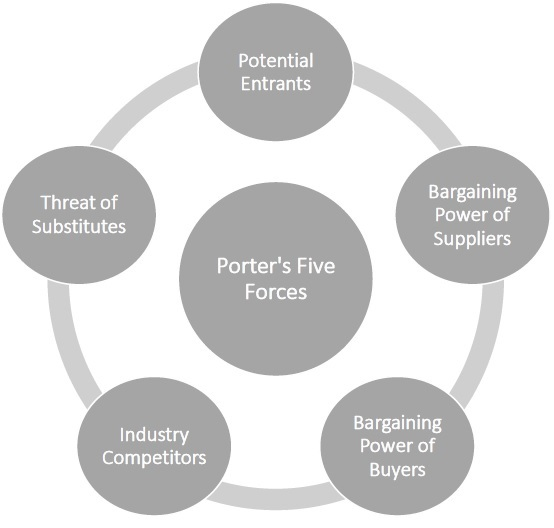 Potential
Entrants
Bargaining
Power of
Suppliers
Bargaining
Power of
Buyers
Industry
Competitors
Threat of
Substitutes
Porter's Five
Forces